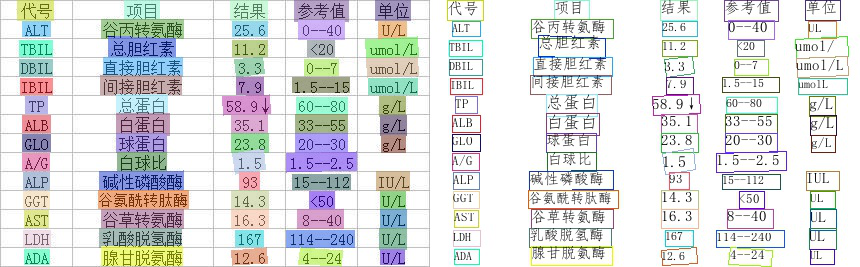 代号 项目 结果 参考值 单位 代号 项目 结果 参考值 单位
ALT 谷丙转氨酶 25.6 0--40 U/L ALT 谷丙转氨酶 25.6 0--40 UL
TBIL 总胆红素 11.2 <20 umol/L TBIL 总胆红素 11.2 <20 umol/
DBIL 直接胆红素 3.3 0--7 umol/L DBIL 直接胆红素 3.3 0--7 umol/L
IBIL 间接胆红素 7.9 1.5--15 umol/L IBIL 间接胆红素 7.9 1.5--15 umolL
TP 总蛋白 58.9↓ 60--80 g/L TP 总蛋白 58.9↓ 60--80 g/L
ALB 白蛋白 35.1 33--55 g/L ALB 白蛋白 35.1 33--55 g/L
GLO 球蛋白 23.8 20--30 g/L GLO 球蛋白 23.8 20--30 g/L
A/G 白球比 1.5 1.5--2.5 A/G 白球比 1.5 1.5--2.5
ALP 碱性磷酸酶 93 15--112 IU/L ALP 碱性磷酸酶 93 15--112 IUL
GGT 谷氨酰转肽酶 14.3 <50 U/L GGT 谷氨酰转肽酶 14.3 <50 UL
AST 谷草转氨酶 16.3 8--40 U/L AST 谷草转氨酶 16.3 8--40 UL
LDH 乳酸脱氢酶 167 114--240 U/L LDH 乳酸脱氢酶 167 114--240 UL
ADA 腺甘脱氨酶 12.6 4--24 U/L ADA 腺甘脱氨酶 12.6 4--24 UL